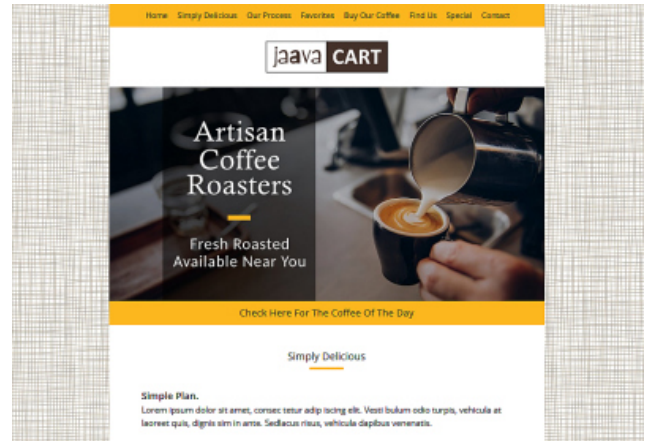 Home Simply Delicious Our Process Favorites Buy Our Coffee Find Us Special Contact
jaava CART
Artisan
Coffee
Roasters
Fresh Roasted
Available Near You
Check Here For The Coffee Of The Day
Simply Delicious
Simple Plan.
Lorem ipsum dolor sit amet, consec tetur adip iscing elit. Vesti bulum odio turpis, vehicula at
laoreet quis, dignis sim in ante. Sedlacus risus, vehicula dapibus venenatis.